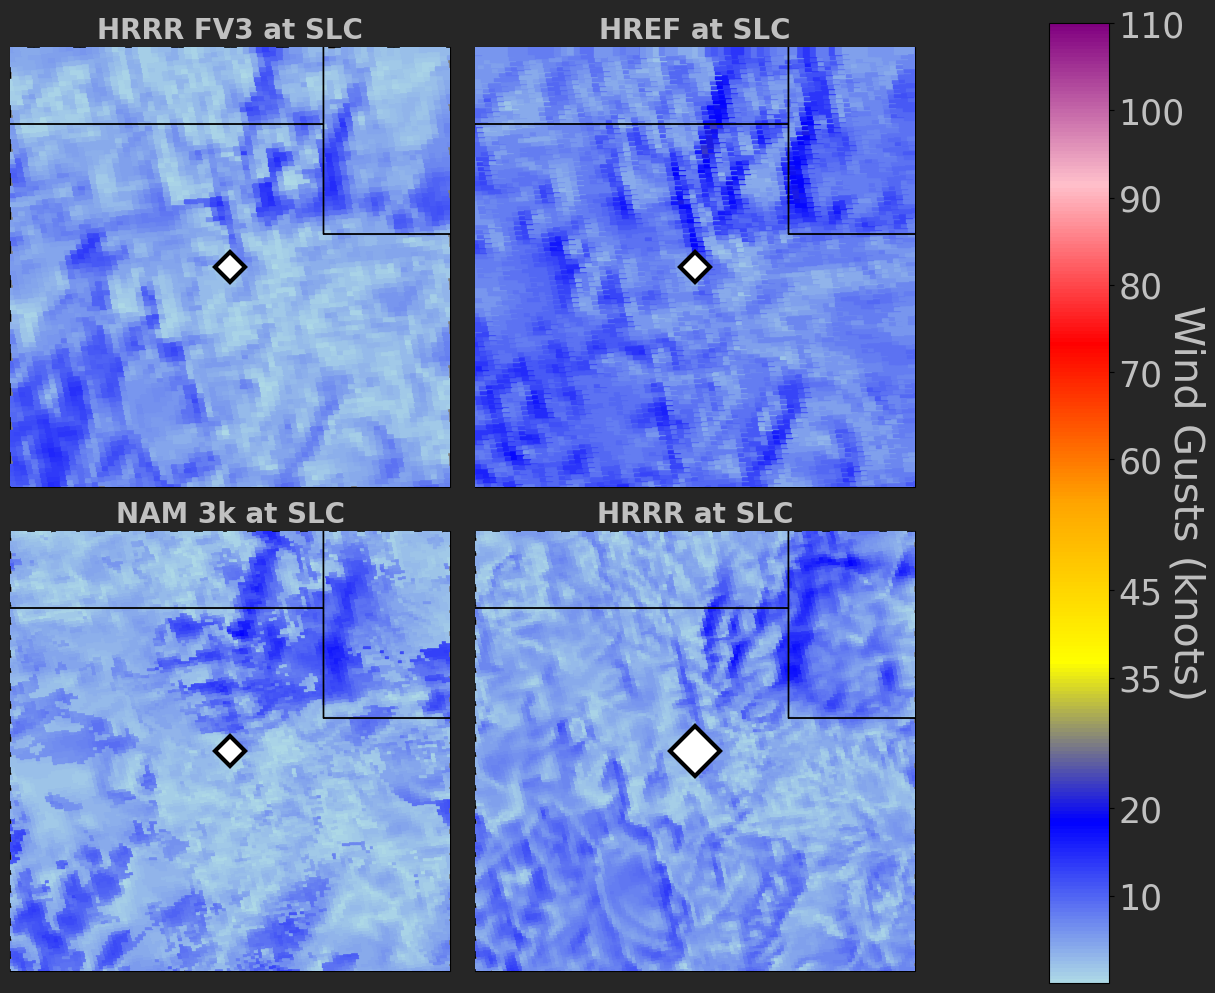 HRRR FV3 at SLC
HREF at SLC
NAM 3k at SLC
HRRR at SLC
110
100
90
80
70
60
45
35
20
10
Wind Gusts (knots)